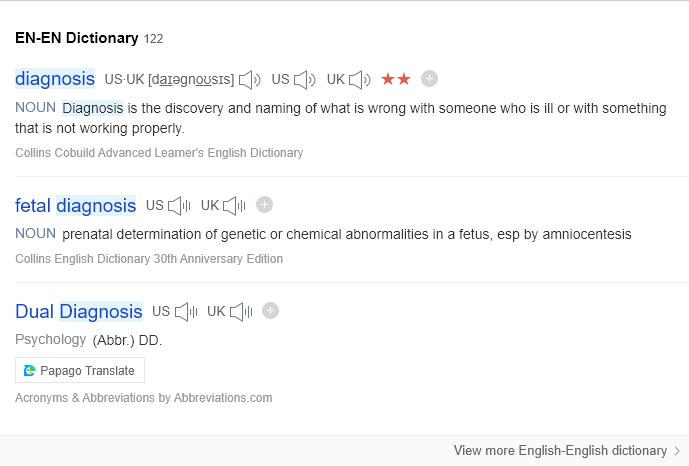 EN-EN Dictionary 122
diagnosis US·UK [daɪəgnoʊsɪs] US UK
NOUN Diagnosis is the discovery and naming of what is wrong with someone who is ill or with something
that is not working properly.
Collins Cobuild Advanced Learner's English Dictionary
fetal diagnosis US UK
NOUN prenatal determination of genetic or chemical abnormalities in a fetus, esp by amniocentesis
Collins English Dictionary 30th Anniversary Edition
Dual Diagnosis US UK
Psychology (Abbr.) DD.
Papago Translate
Acronyms & Abbreviations by Abbreviations.com
View more English-English dictionary